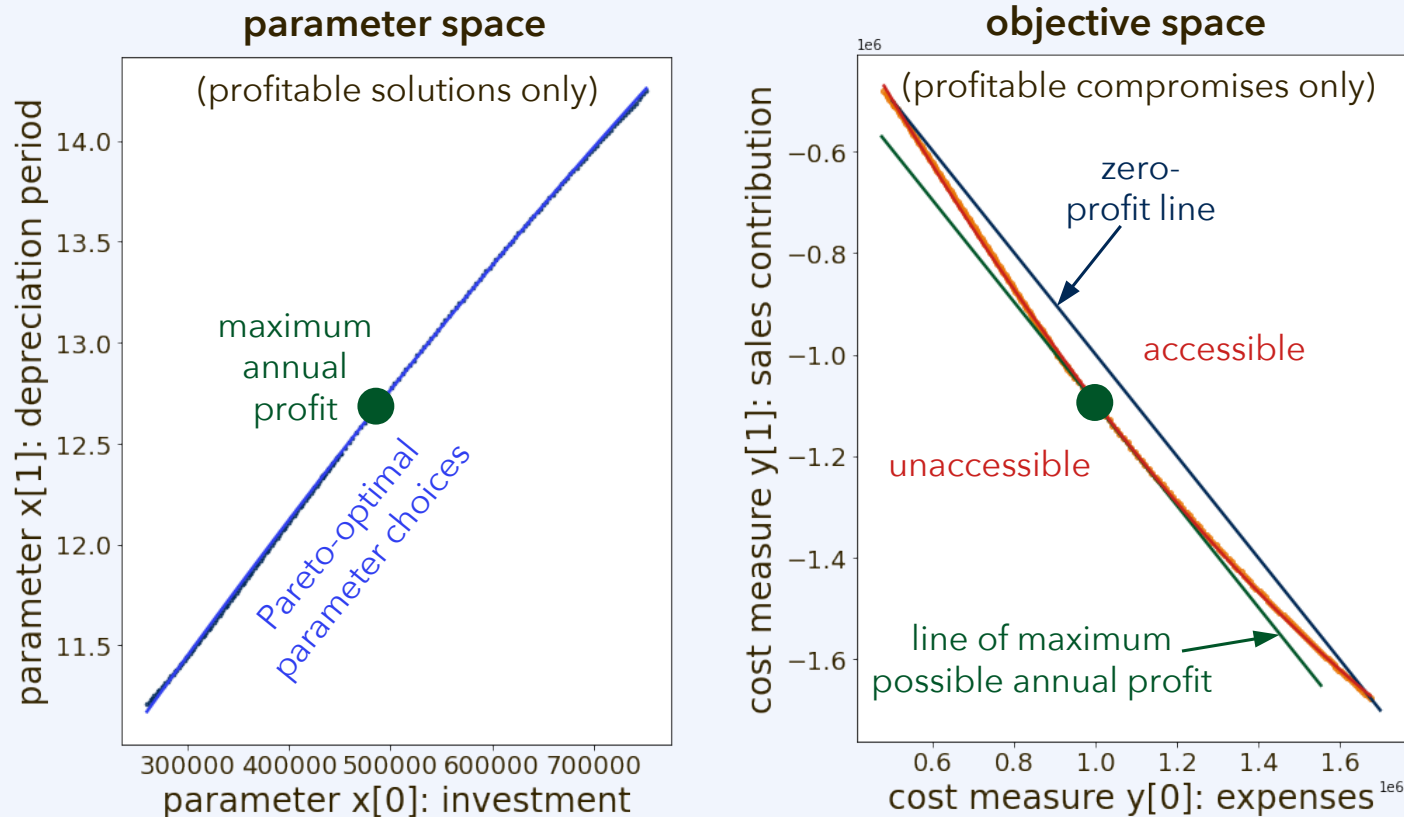 parameter space
(profitable solutions only)
parameter x[1]: depreciation period
14.0
13.5
13.0
12.5
12.0
11.5
maximum
annual
profit
Pareto-optimal
parameter choices
300000 400000 500000 600000 700000
parameter x[0]: investment
objective space
1e6
(profitable compromises only)
cost measure y[1]: sales contribution
−0.6
−0.8
−1.0
−1.2
−1.4
−1.6
zero-
profit line
accessible
unaccessible
line of maximum
possible annual profit
0.6 0.8 1.0 1.2 1.4 1.6
1e6
cost measure y[0]: expenses